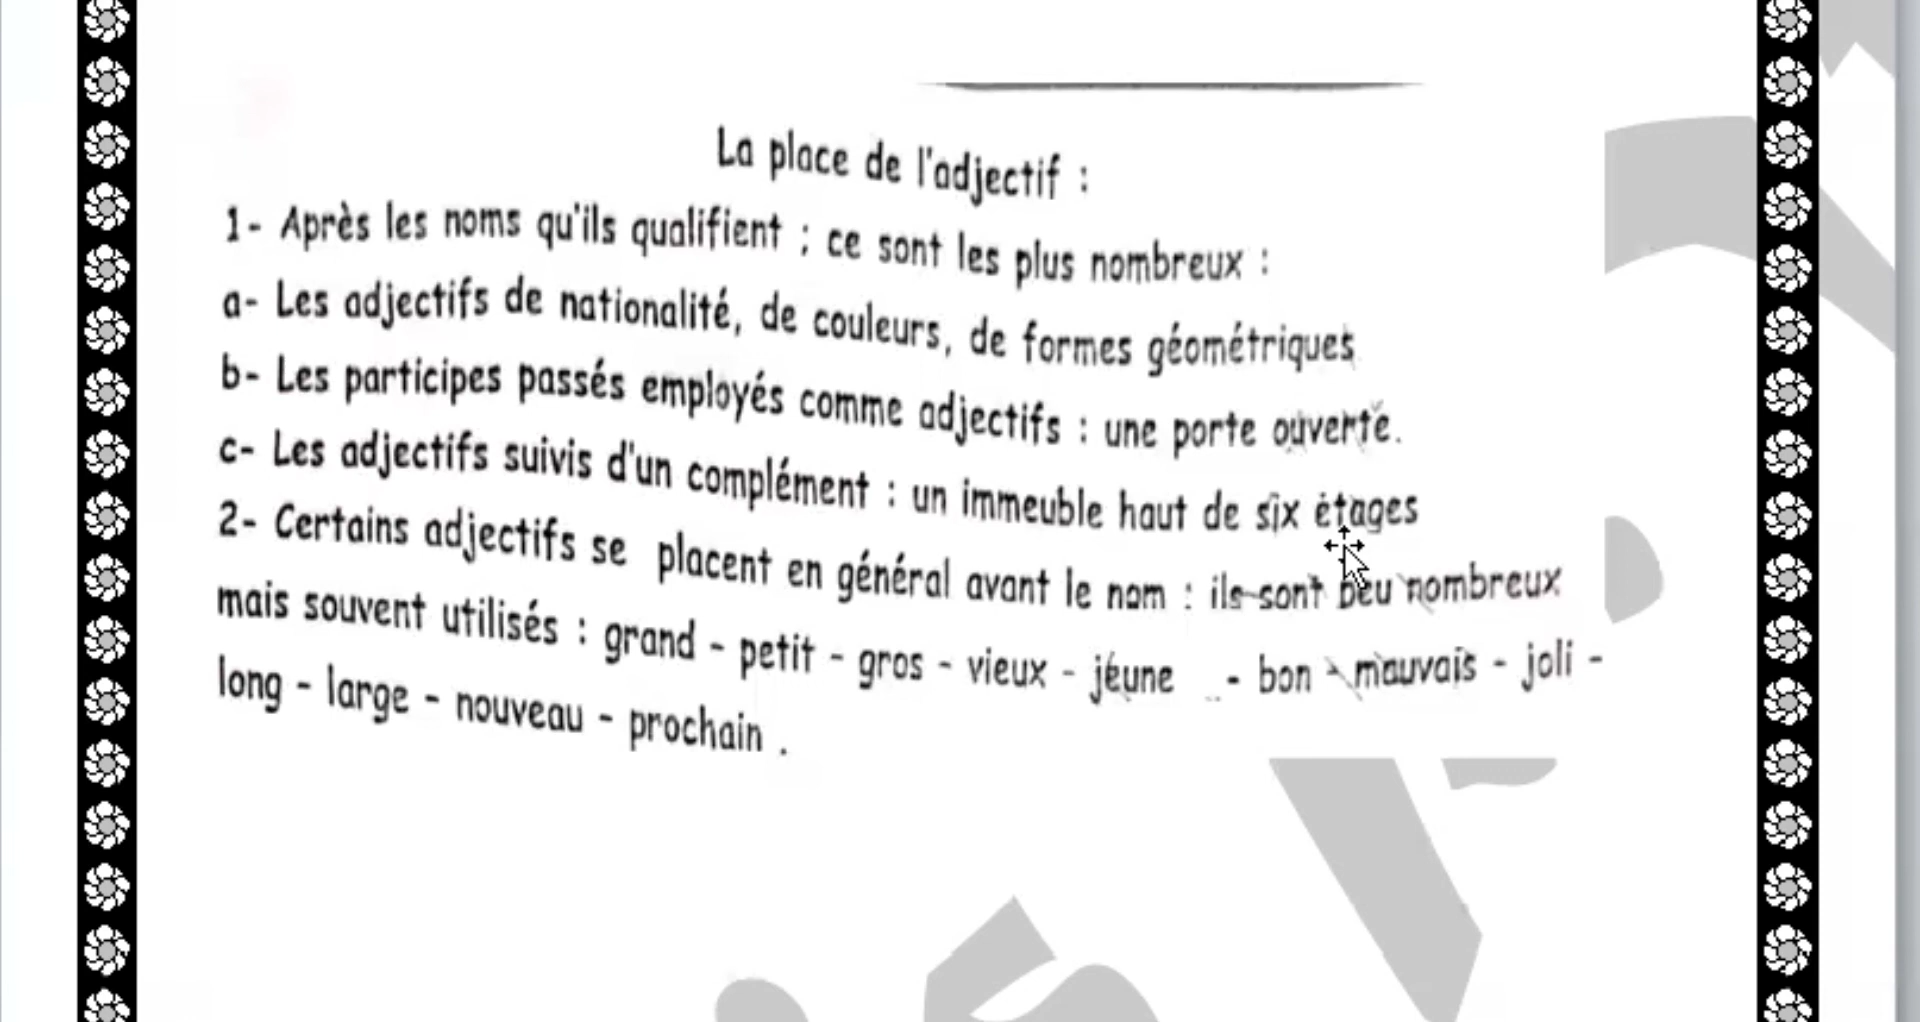 La place de l'adjectif :
1- Après les noms qu'ils qualifient ; ce sont les plus nombreux :
a- Les adjectifs de nationalité, de couleurs, de formes géométriques
b- Les participes passés employés comme adjectifs : une porte ouverte.
c- Les adjectifs suivis d'un complément : un immeuble haut de six étages
2- Certains adjectifs se placent en général avant le nom : ils sont peu nombreux
mais souvent utilisés : grand - petit - gros - vieux - jeune - bon - mauvais - joli -
long - large - nouveau - prochain .